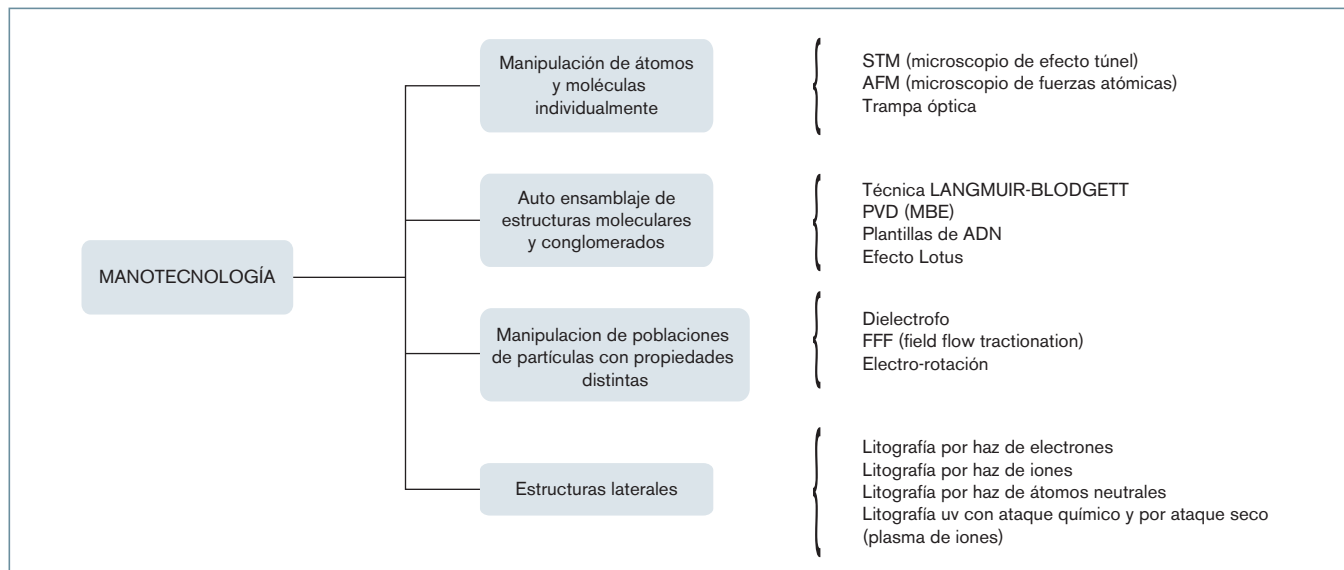 MANOTECNOLOGÍA
Manipulación de átomos
y moléculas
individualmente
STM (microscopio de efecto túnel)
AFM (microscopio de fuerzas atómicas)
Trampa óptica
Auto ensamblaje de
estructuras moleculares
y conglomerados
Técnica LANGMUIR-BLODGETT
PVD (MBE)
Plantillas de ADN
Efecto Lotus
Manipulacion de poblaciones
de partículas con propiedades
distintas
Dielectrofo
FFF (field flow tractionation)
Electro-rotación
Estructuras laterales
Litografía por haz de electrones
Litografía por haz de iones
Litografía por haz de átomos neutrales
Litografía uv con ataque químico y por ataque seco
(plasma de iones)